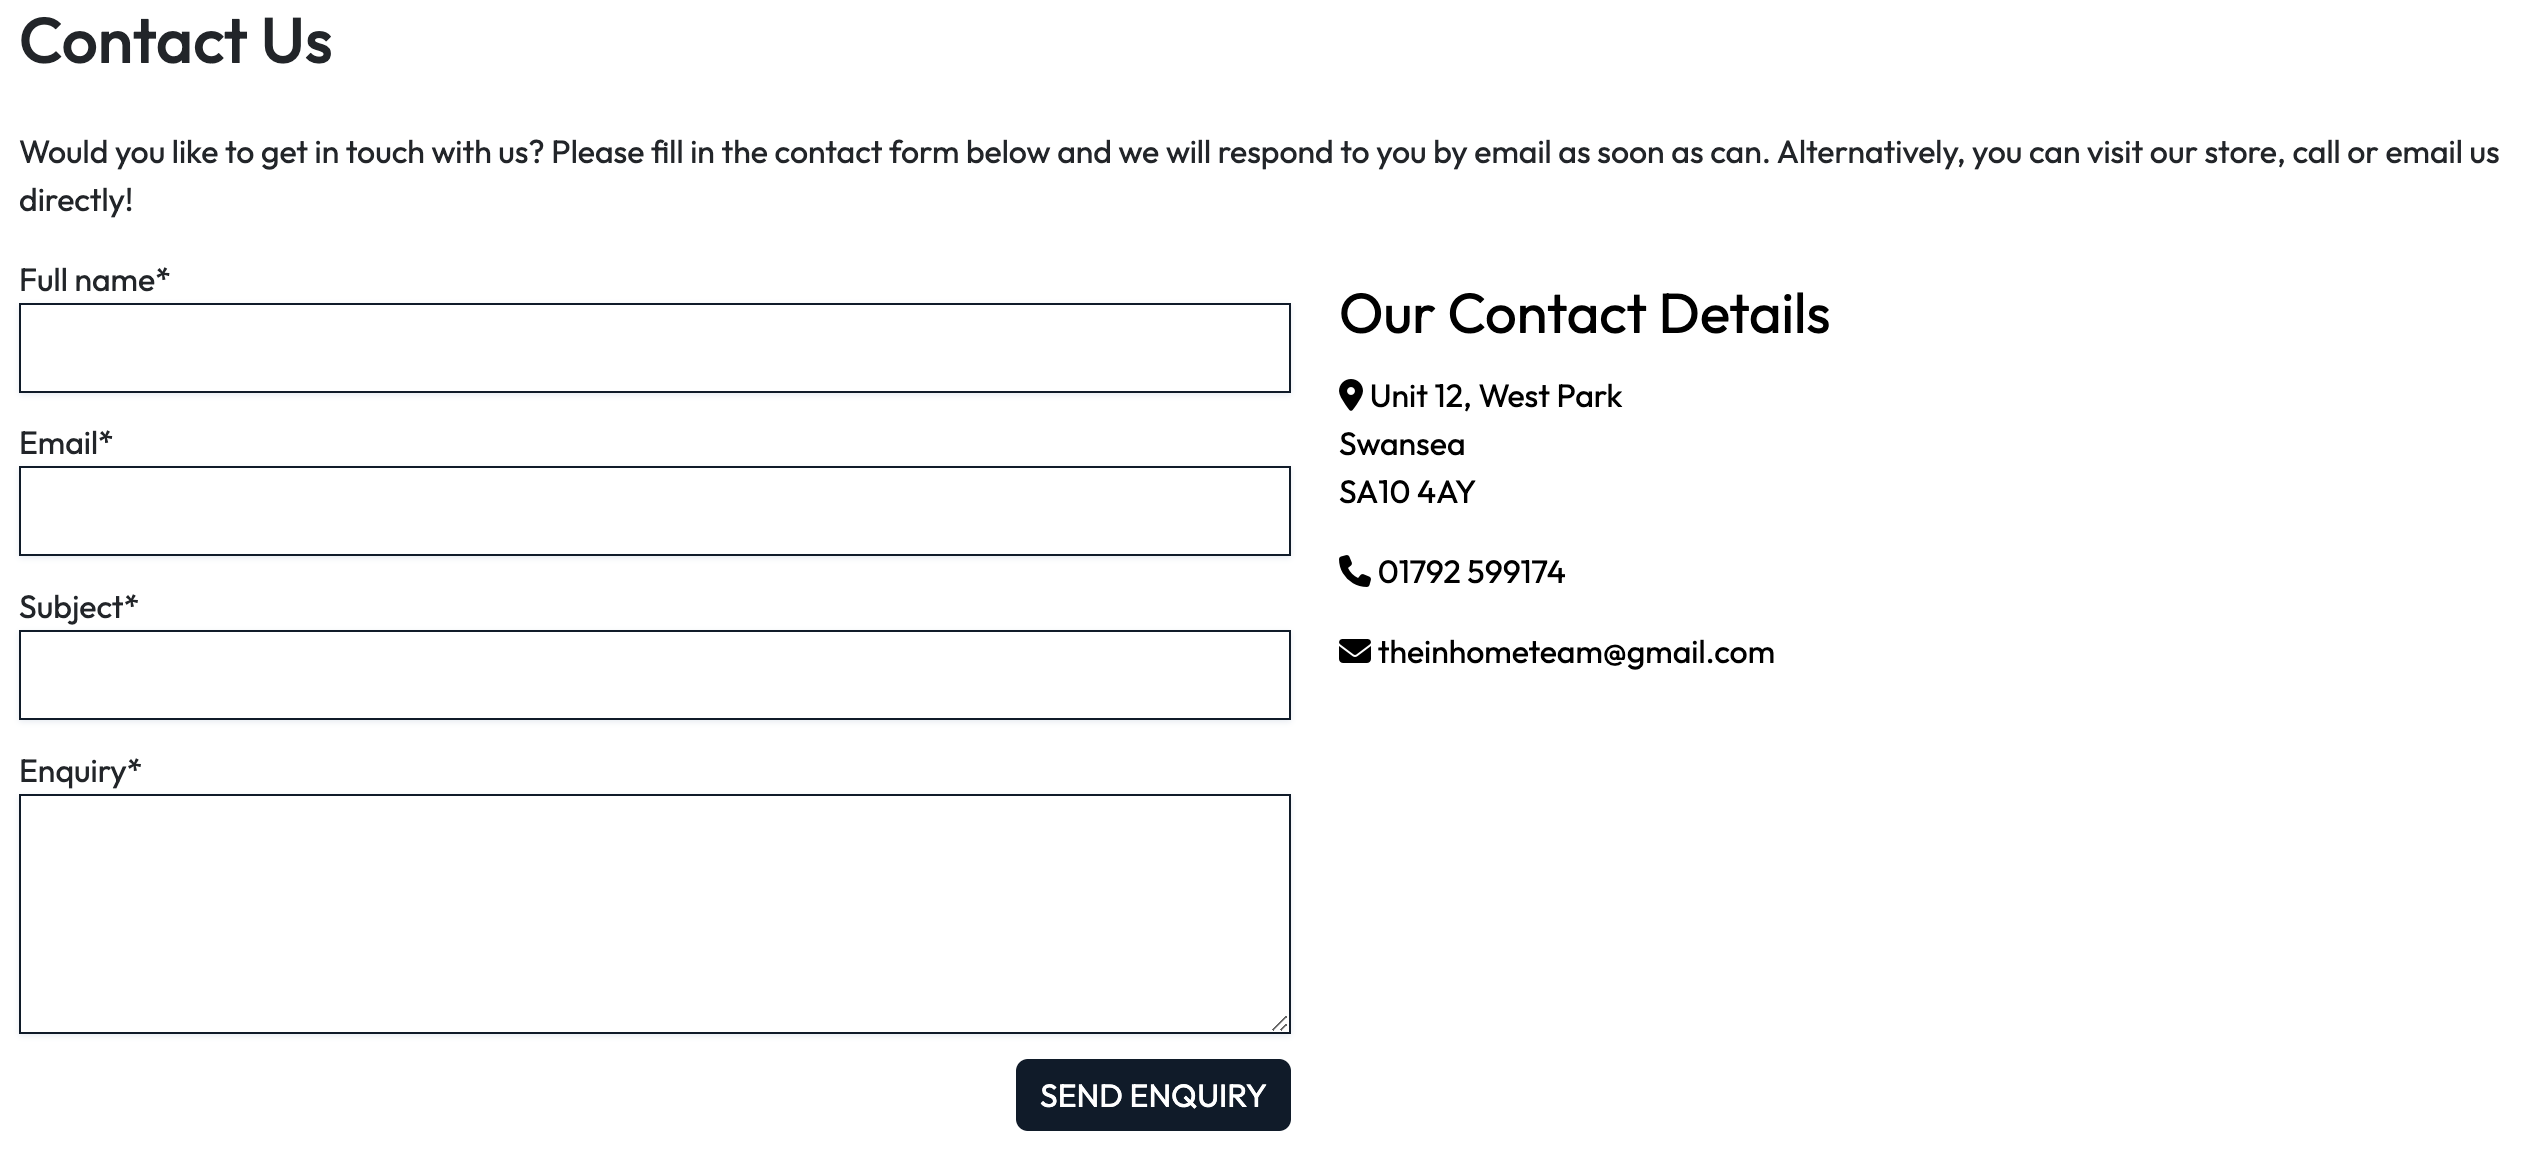 Contact Us
Would you like to get in touch with us? Please fill in the contact form below and we will respond to you by email as soon as can. Alternatively, you can visit our store, call or email us
directly!
Full name*
Email*
Subject*
Enquiry*
SEND ENQUIRY
Our Contact Details
Unit 12, West Park
Swansea
SA10 4AY
01792 599174
theinhometeam@gmail.com